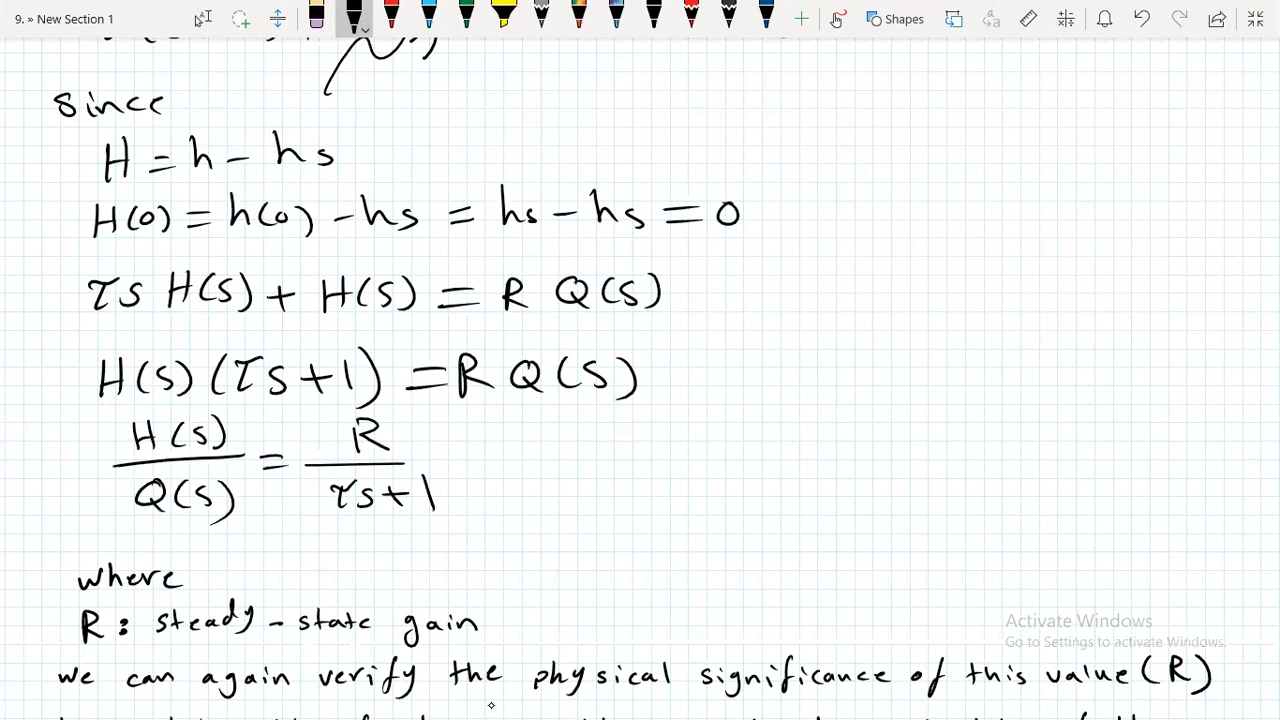 9. » New Section 1
Shapes
since
H = h - hs
H(0) = h(0) - hs = hs - hs = 0
τs H(s) + H(s) = R Q(s)
H(s) (τs+1) = R Q(s)
H(s)/Q(s) = R/(τs+1)
where
R: steady-state gain
we can again verify the physical significance of this value (R)
Activate Windows
Go to Settings to activate Windows.